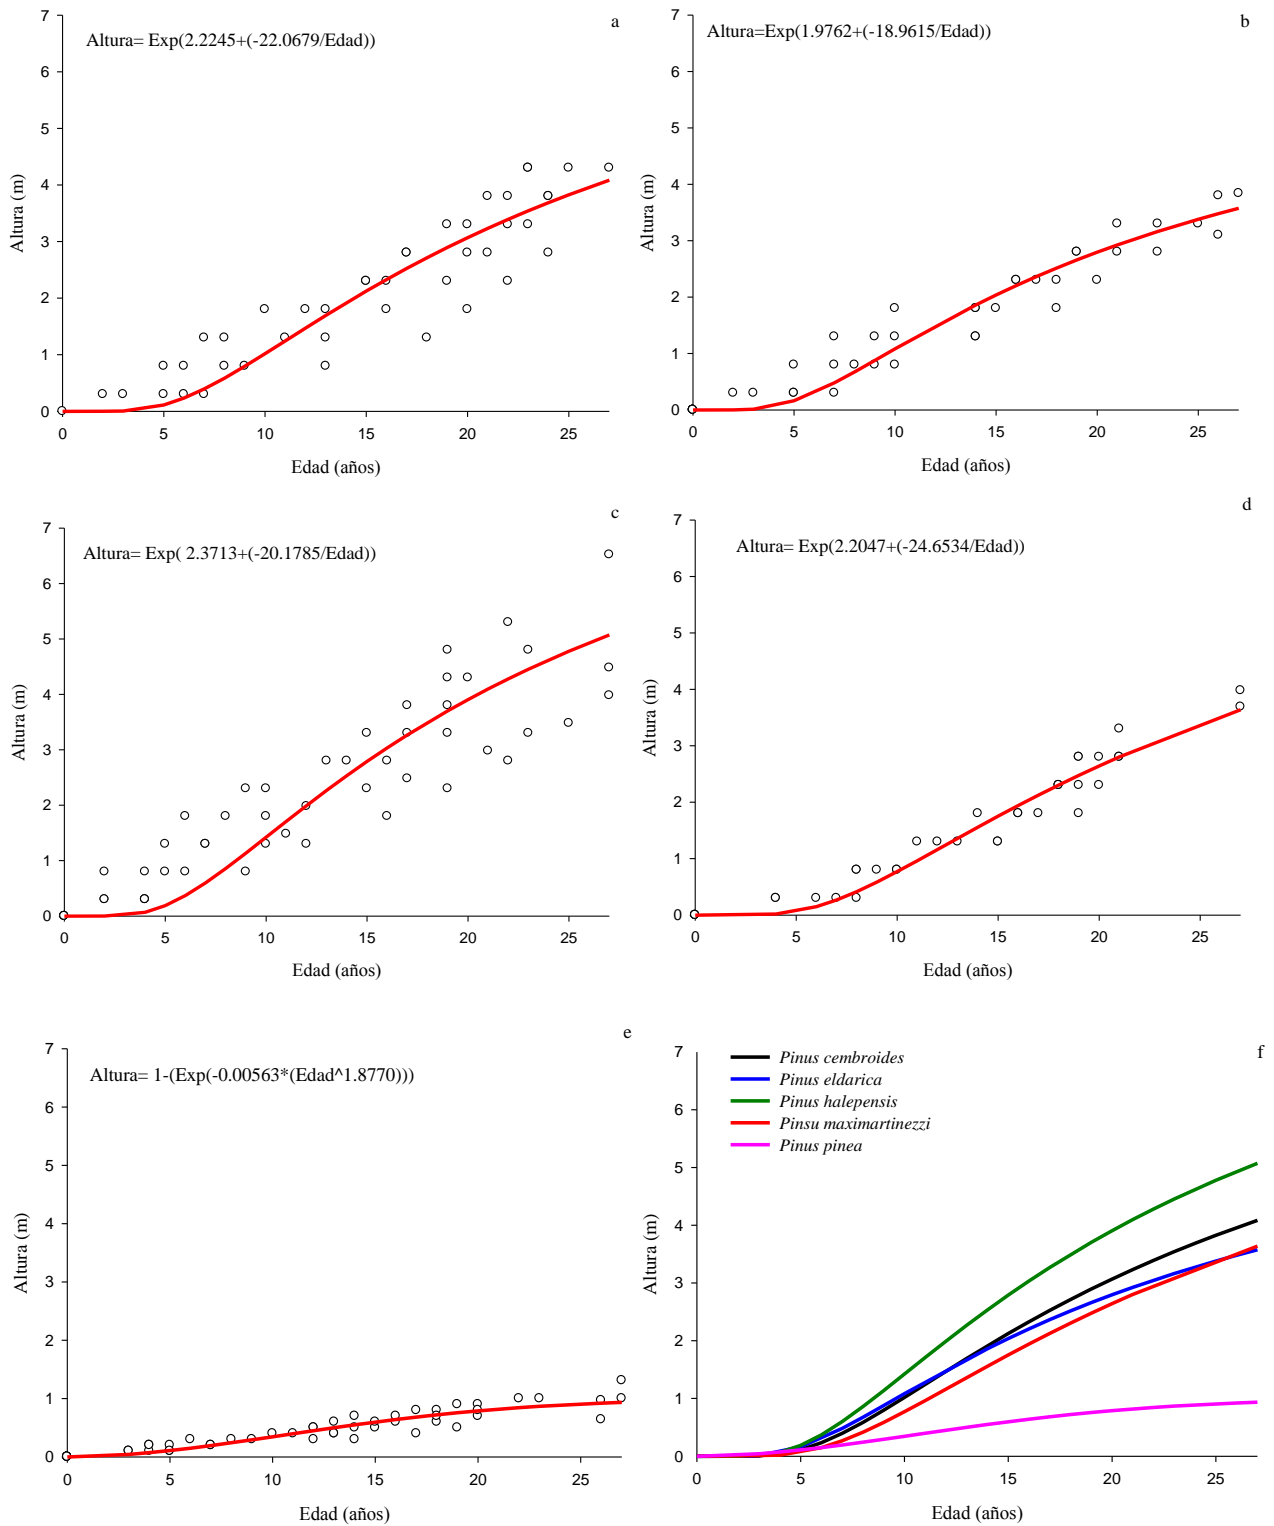 a
Altura= Exp(2.2245+(-22.0679/Edad))
7
6
5
4
3
2
1
0
Altura (m)
0 5 10 15 20 25
Edad (años)
b
Altura=Exp(1.9762+(-18.9615/Edad))
7
6
5
4
3
2
1
0
Altura (m)
0 5 10 15 20 25
Edad (años)
c
Altura= Exp( 2.3713+(-20.1785/Edad))
7
6
5
4
3
2
1
0
Altura (m)
0 5 10 15 20 25
Edad (años)
d
Altura= Exp(2.2047+(-24.6534/Edad))
7
6
5
4
3
2
1
0
Altura (m)
0 5 10 15 20 25
Edad (años)
e
Altura= 1-(Exp(-0.00563*(Edad^1.8770)))
7
6
5
4
3
2
1
0
Altura (m)
0 5 10 15 20 25
Edad (años)
f
Pinus cembroides
Pinus eldarica
Pinus halepensis
Pinsu maximartinezzi
Pinus pinea
7
6
5
4
3
2
1
0
Altura (m)
0 5 10 15 20 25
Edad (años)